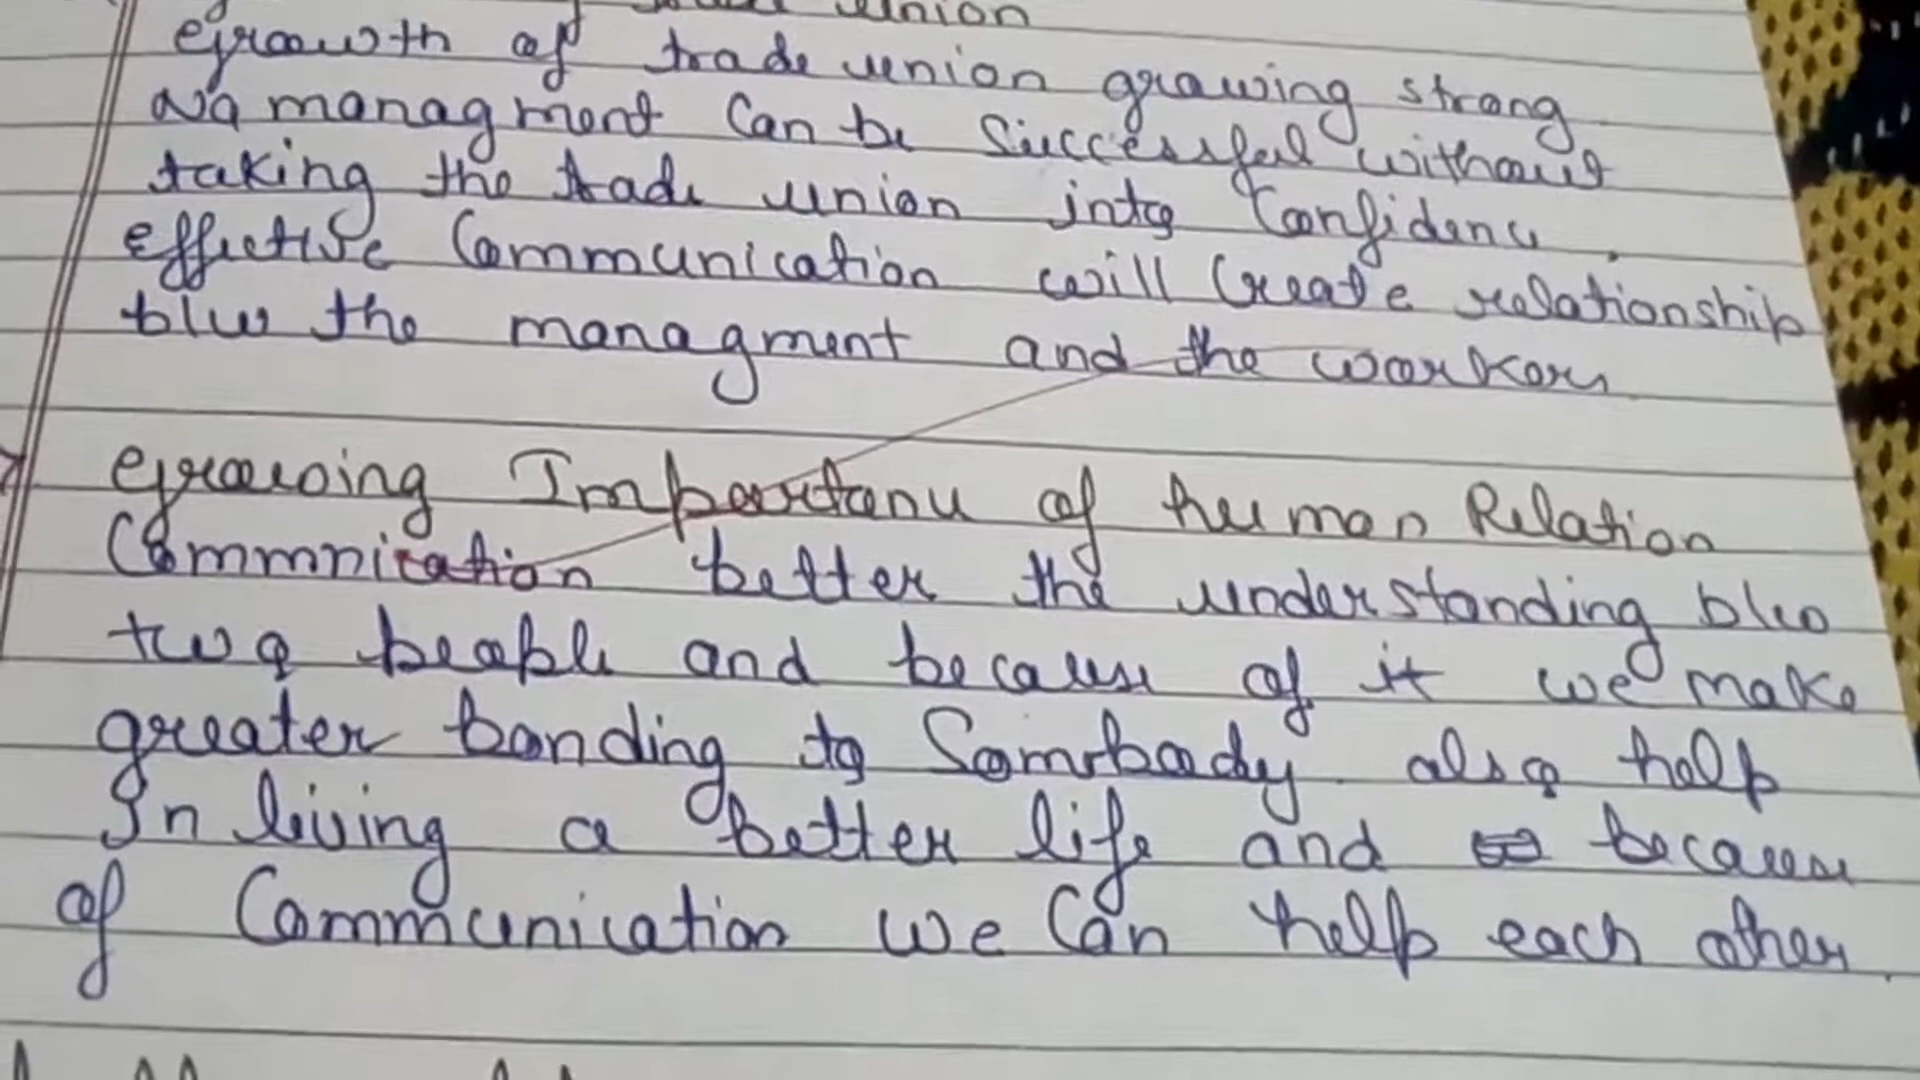 union
Growth of trade union growing strong
No managment Can be Successful without
taking the trade union into Confidence.
effective Communication will Create relationship
b/w the managment and the workers
Growing Importance of human Relation
Commnication better the understanding b/w
two people and because of it we make
greater bonding to Somebody also help
In living a better life and because
of Communication we Can help each other.